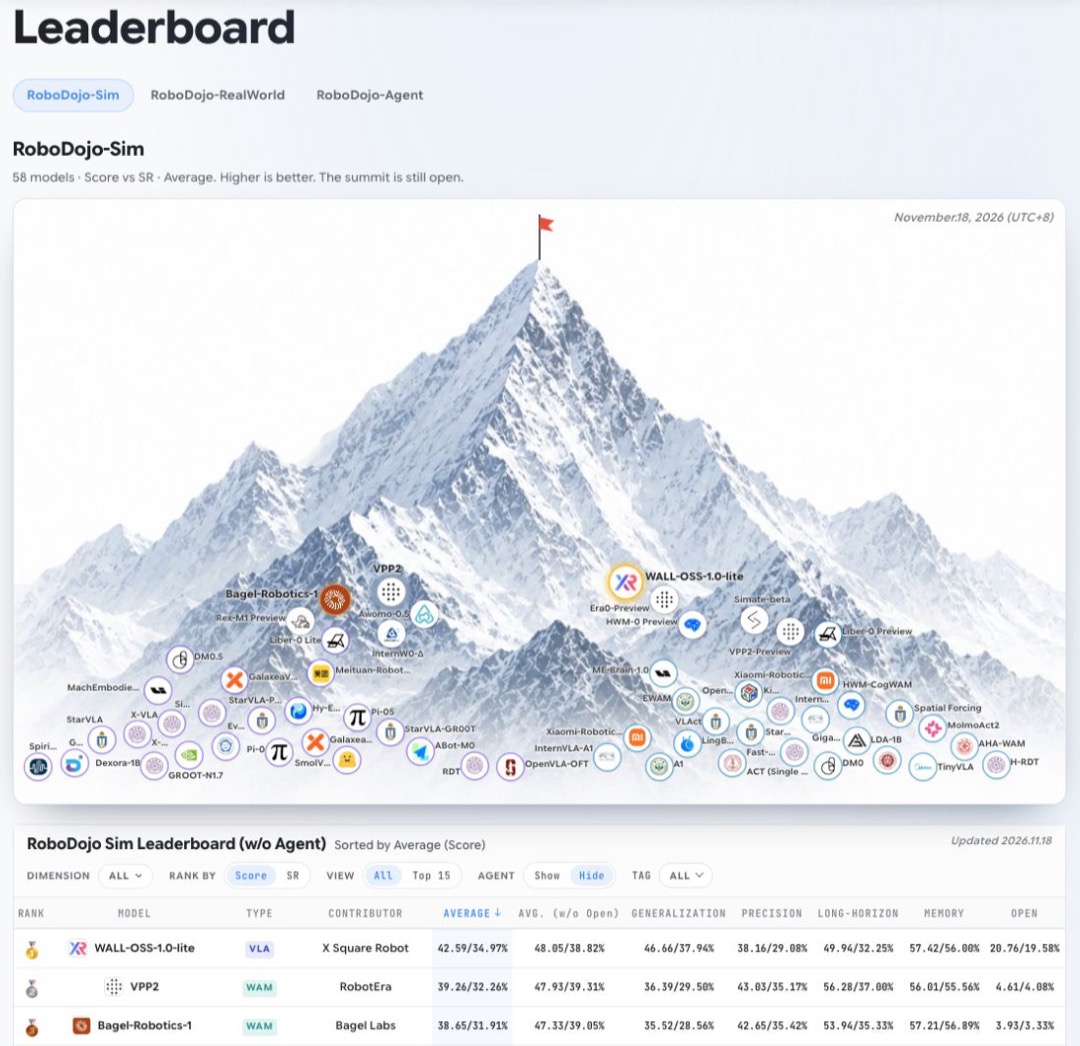 Leaderboard
RoboDojo-Sim RoboDojo-RealWorld RoboDojo-Agent
RoboDojo-Sim
58 models · Score vs SR · Average. Higher is better. The summit is still open.
November.18, 2026 (UTC+8)
VPP2
WALL-OSS-1.0-lite
Bagel-Robotics-1
Simate-beta
Era0-Preview
Rex-M1 Preview
Awomo-0.5
HWM-0 Preview
Liber-0 Lite
Liber-0 Preview
InternW0-Δ
VPP2-Preview
DM0.5
Meituan-Robot...
ME-Brain-1.0
GalaxeaV...
Xiaomi-Robotic...
MachEmbodie...
HWM-CogWAM
Open...
Ki...
EWAM
StarVLA-P...
Intern...
Si...
Hy-E...
Pi-05
Spatial Forcing
X-VLA
StarVLA
VLAct
MolmoAct2
Ev...
StarVLA-GROOT
Xiaomi-Robotic...
Star...
Giga...
LDA-1B
Spiri...
G...
X-...
Galaxea...
ABot-M0
LingB...
AHA-WAM
Pi-0
InternVLA-A1
Fast-...
Dexora-1B
SmolV...
OpenVLA-OFT
A1
DM0
H-RDT
GROOT-N1.7
RDT
ACT (Single ...
TinyVLA
RoboDojo Sim Leaderboard (w/o Agent) Sorted by Average (Score) Updated 2026.11.18
DIMENSION ALL RANK BY Score SR VIEW All Top 15 AGENT Show Hide TAG ALL
RANK MODEL TYPE CONTRIBUTOR AVERAGE ↓ AVG. (w/o Open) GENERALIZATION PRECISION LONG-HORIZON MEMORY OPEN
1 WALL-OSS-1.0-lite VLA X Square Robot 42.59/34.97% 48.05/38.82% 46.66/37.94% 38.16/29.08% 49.94/32.25% 57.42/56.00% 20.76/19.58%
2 VPP2 WAM RobotEra 39.26/32.26% 47.93/39.31% 36.39/29.50% 43.03/35.17% 56.28/37.00% 56.01/55.56% 4.61/4.08%
3 Bagel-Robotics-1 WAM Bagel Labs 38.65/31.91% 47.33/39.05% 35.52/28.56% 42.65/35.42% 53.94/35.33% 57.21/56.89% 3.93/3.33%